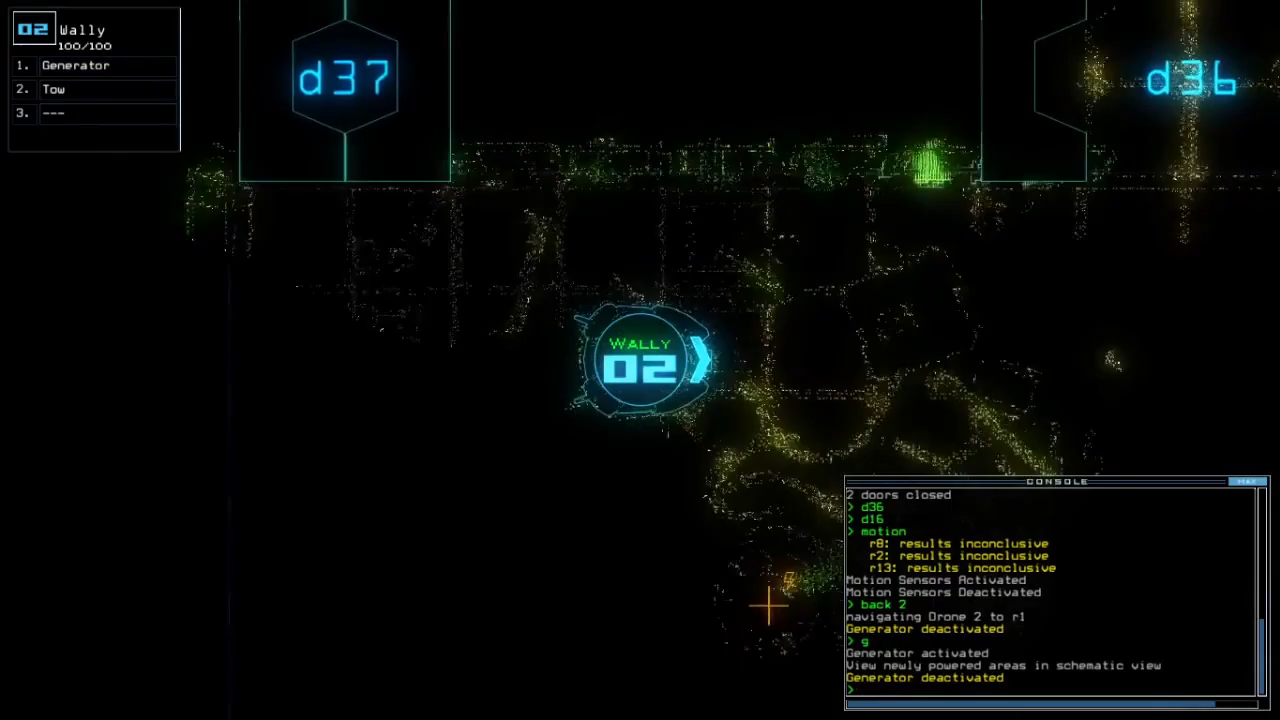 02 Wally
100/100
1. Generator
2. Tow
3. ---
d37
d36
WALLY
02
CONSOLE
MAX
2 doors closed
> d36
> d16
> motion
r8: results inconclusive
r2: results inconclusive
r13: results inconclusive
Motion Sensors Activated
Motion Sensors Deactivated
> back 2
navigating Drone 2 to r1
Generator deactivated
> g
Generator activated
View newly powered areas in schematic view
Generator deactivated
>